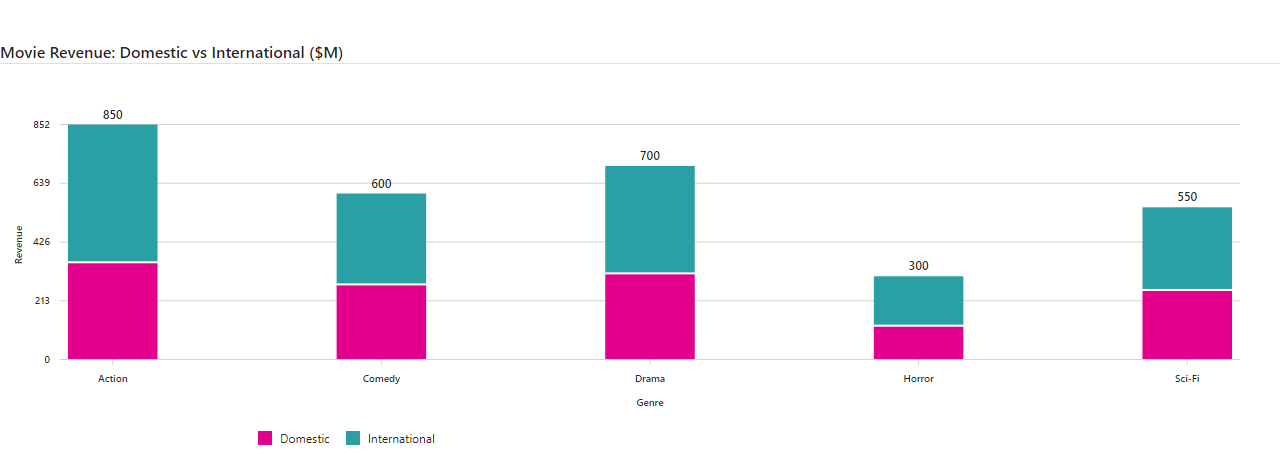 Movie Revenue: Domestic vs International ($M)
850
852
700
639
600
550
426
300
213
0
Revenue
Action
Comedy
Drama
Horror
Sci-Fi
Genre
Domestic
International